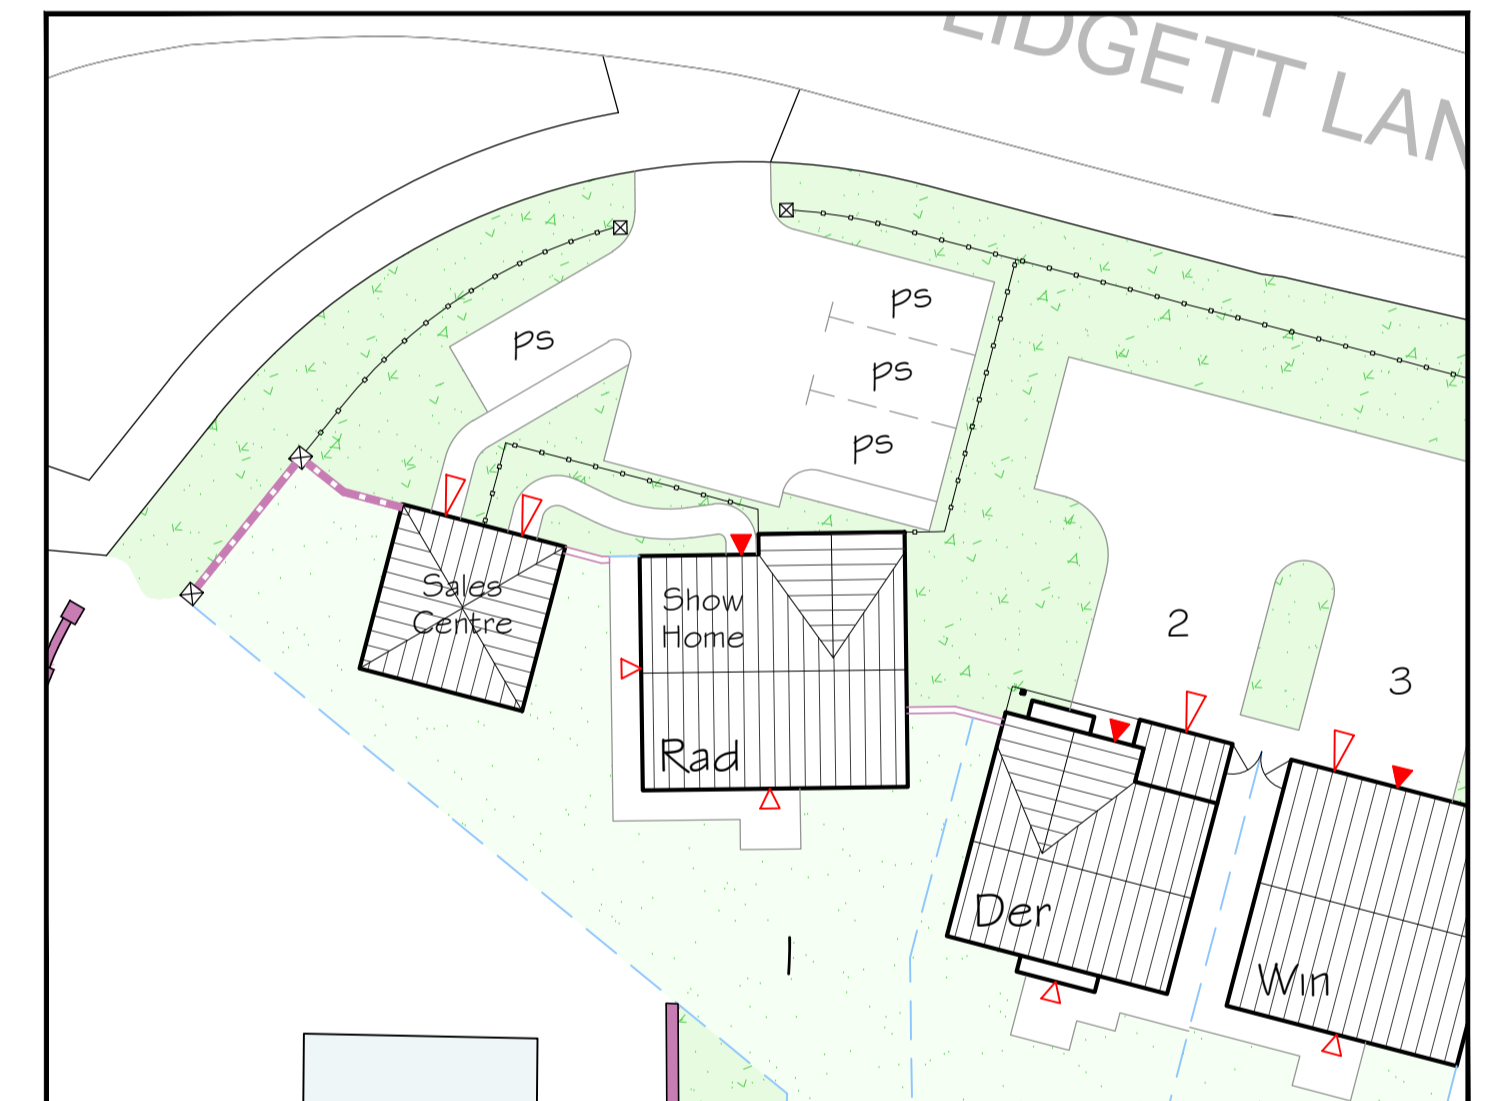 LIDGETT LAN
ps
ps
ps
ps
Sales
Centre
Show
Home
2
3
Rad
Der
1
Win